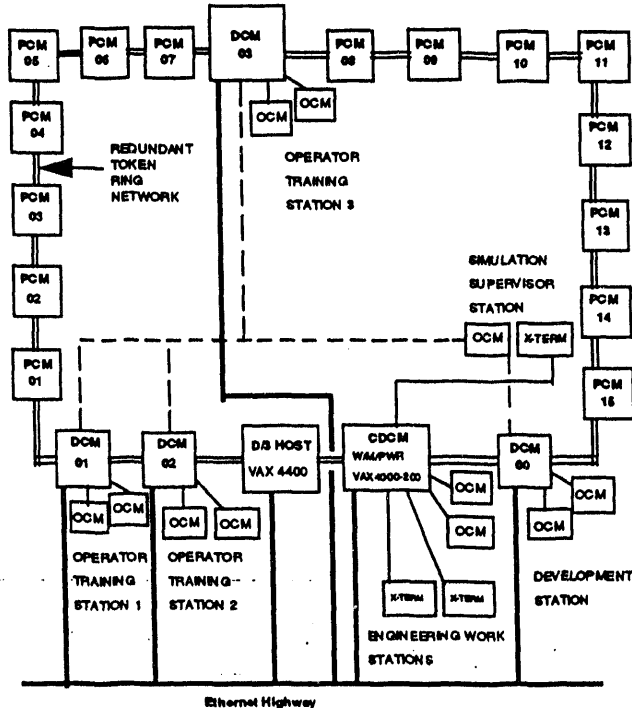 PCM
05
PCM
06
PCM
07
DCM
03
PCM
08
PCM
09
PCM
10
PCM
11
OCM
OCM
PCM
04
REDUNDANT
TOKEN
RING
NETWORK
OPERATOR
TRAINING
STATION 3
PCM
12
PCM
03
PCM
13
PCM
02
SIMULATION
SUPERVISOR
STATION
PCM
14
OCM
X-TERM
PCM
01
PCM
15
DCM
01
DCM
02
D/S HOST
VAX 4400
CDCM
WAM/PWR
VAX4000-200
DCM
00
OCM
OCM
OCM
OCM
OCM
OCM
OCM
OCM
OPERATOR
TRAINING
STATION 1
OPERATOR
TRAINING
STATION 2
X-TERM
X-TERM
DEVELOPMENT
STATION
ENGINEERING WORK
STATIONS
Ethernet Highway